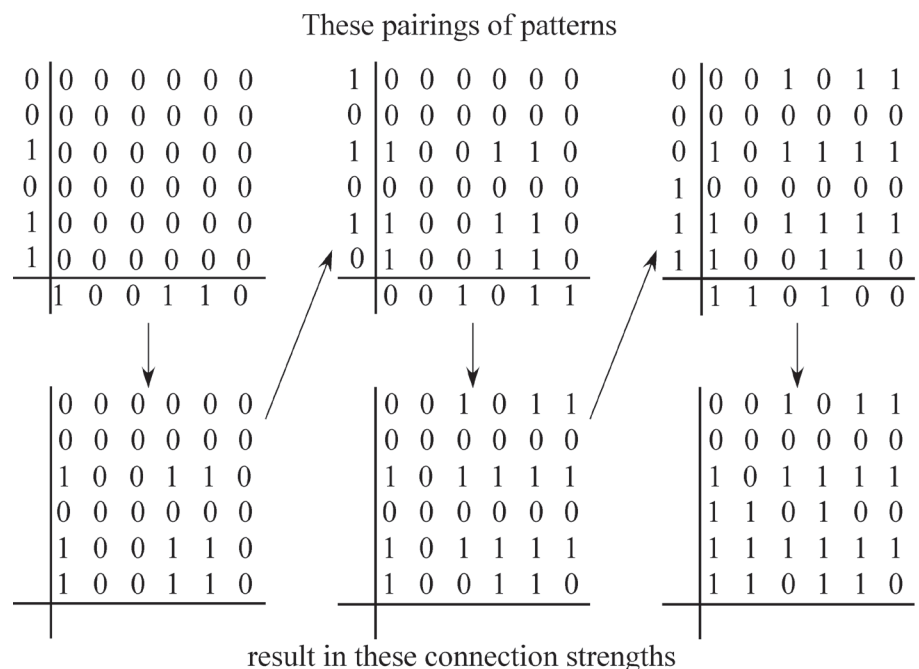 These pairings of patterns
0 0 0 0 0 0 0 1 0 0 0 0 0 0 0 0 0 1 0 1 1
0 0 0 0 0 0 0 0 0 0 0 0 0 0 0 0 0 0 0 0 0
1 0 0 0 0 0 0 1 1 0 0 1 1 0 0 1 0 1 1 1 1
0 0 0 0 0 0 0 0 0 0 0 0 0 0 1 0 0 0 0 0 0
1 0 0 0 0 0 0 1 1 0 0 1 1 0 1 1 0 1 1 1 1
1 0 0 0 0 0 0 0 1 0 0 1 1 0 1 1 0 0 1 1 0
1 0 0 1 1 0 0 0 1 0 1 1 1 1 0 1 0 0
0 0 0 0 0 0 0 0 1 0 1 1 0 0 1 0 1 1
0 0 0 0 0 0 0 0 0 0 0 0 0 0 0 0 0 0
1 0 0 1 1 0 1 0 1 1 1 1 1 0 1 1 1 1
0 0 0 0 0 0 0 0 0 0 0 0 1 1 0 1 0 0
1 0 0 1 1 0 1 0 1 1 1 1 1 1 1 1 1 1
1 0 0 1 1 0 1 0 0 1 1 0 1 1 0 1 1 0
result in these connection strengths